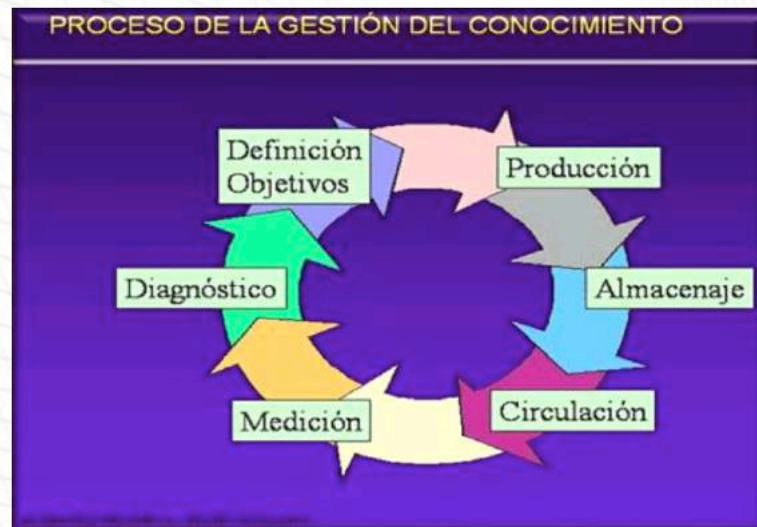 PROCESO DE LA GESTIÓN DEL CONOCIMIENTO
Definición
Objetivos
Producción
Diagnóstico
Almacenaje
Medición
Circulación